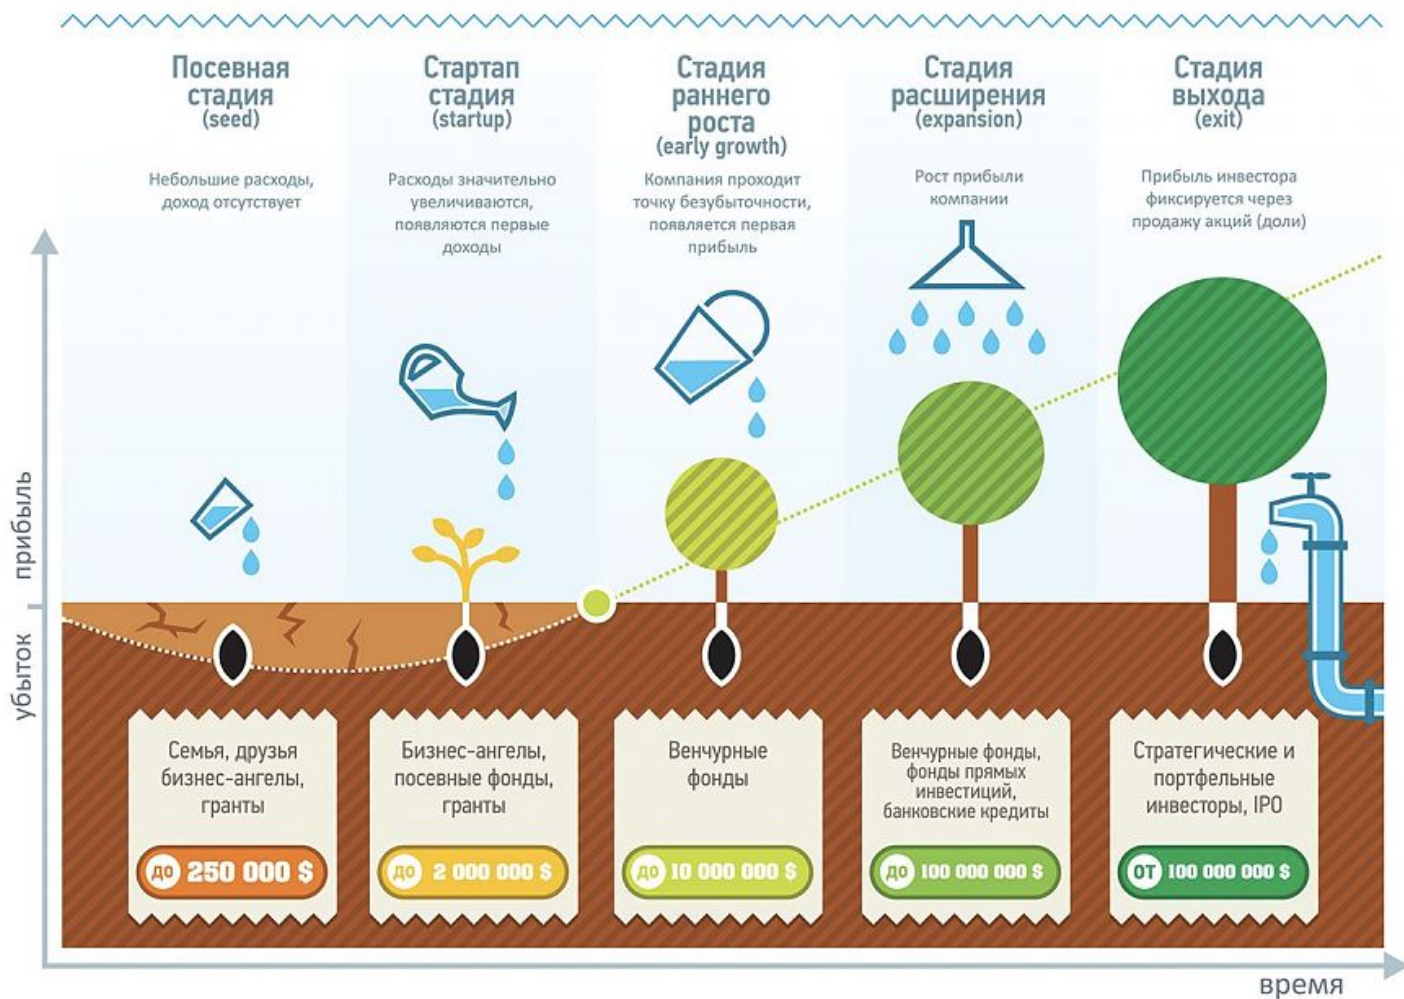 Посевная
стадия
(seed)
Небольшие расходы,
доход отсутствует
Стартап
стадия
(startup)
Расходы значительно
увеличиваются,
появляются первые
доходы
Стадия
раннего
роста
(early growth)
Компания проходит
точку безубыточности,
появляется первая
прибыль
Стадия
расширения
(expansion)
Рост прибыли
компании
Стадия
выхода
(exit)
Прибыль инвестора
фиксируется через
продажу акций (доли)
прибыль
убыток
Семья, друзья
бизнес-ангелы,
гранты
до 250 000 $
Бизнес-ангелы,
посевные фонды,
гранты
до 2 000 000 $
Венчурные
фонды
до 10 000 000 $
Венчурные фонды,
фонды прямых
инвестиций,
банковские кредиты
до 100 000 000 $
Стратегические и
портфельные
инвесторы, IPO
от 100 000 000 $
время